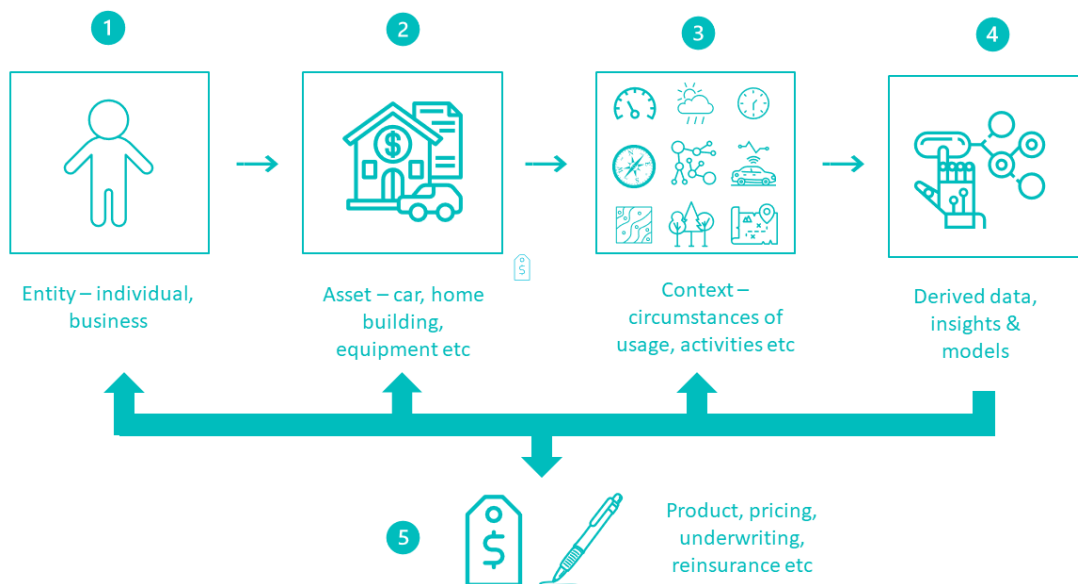 1
2
3
4
Entity – individual,
business
Asset – car, home
building,
equipment etc
Context –
circumstances of
usage, activities etc
Derived data,
insights &
models
5
Product, pricing,
underwriting,
reinsurance etc